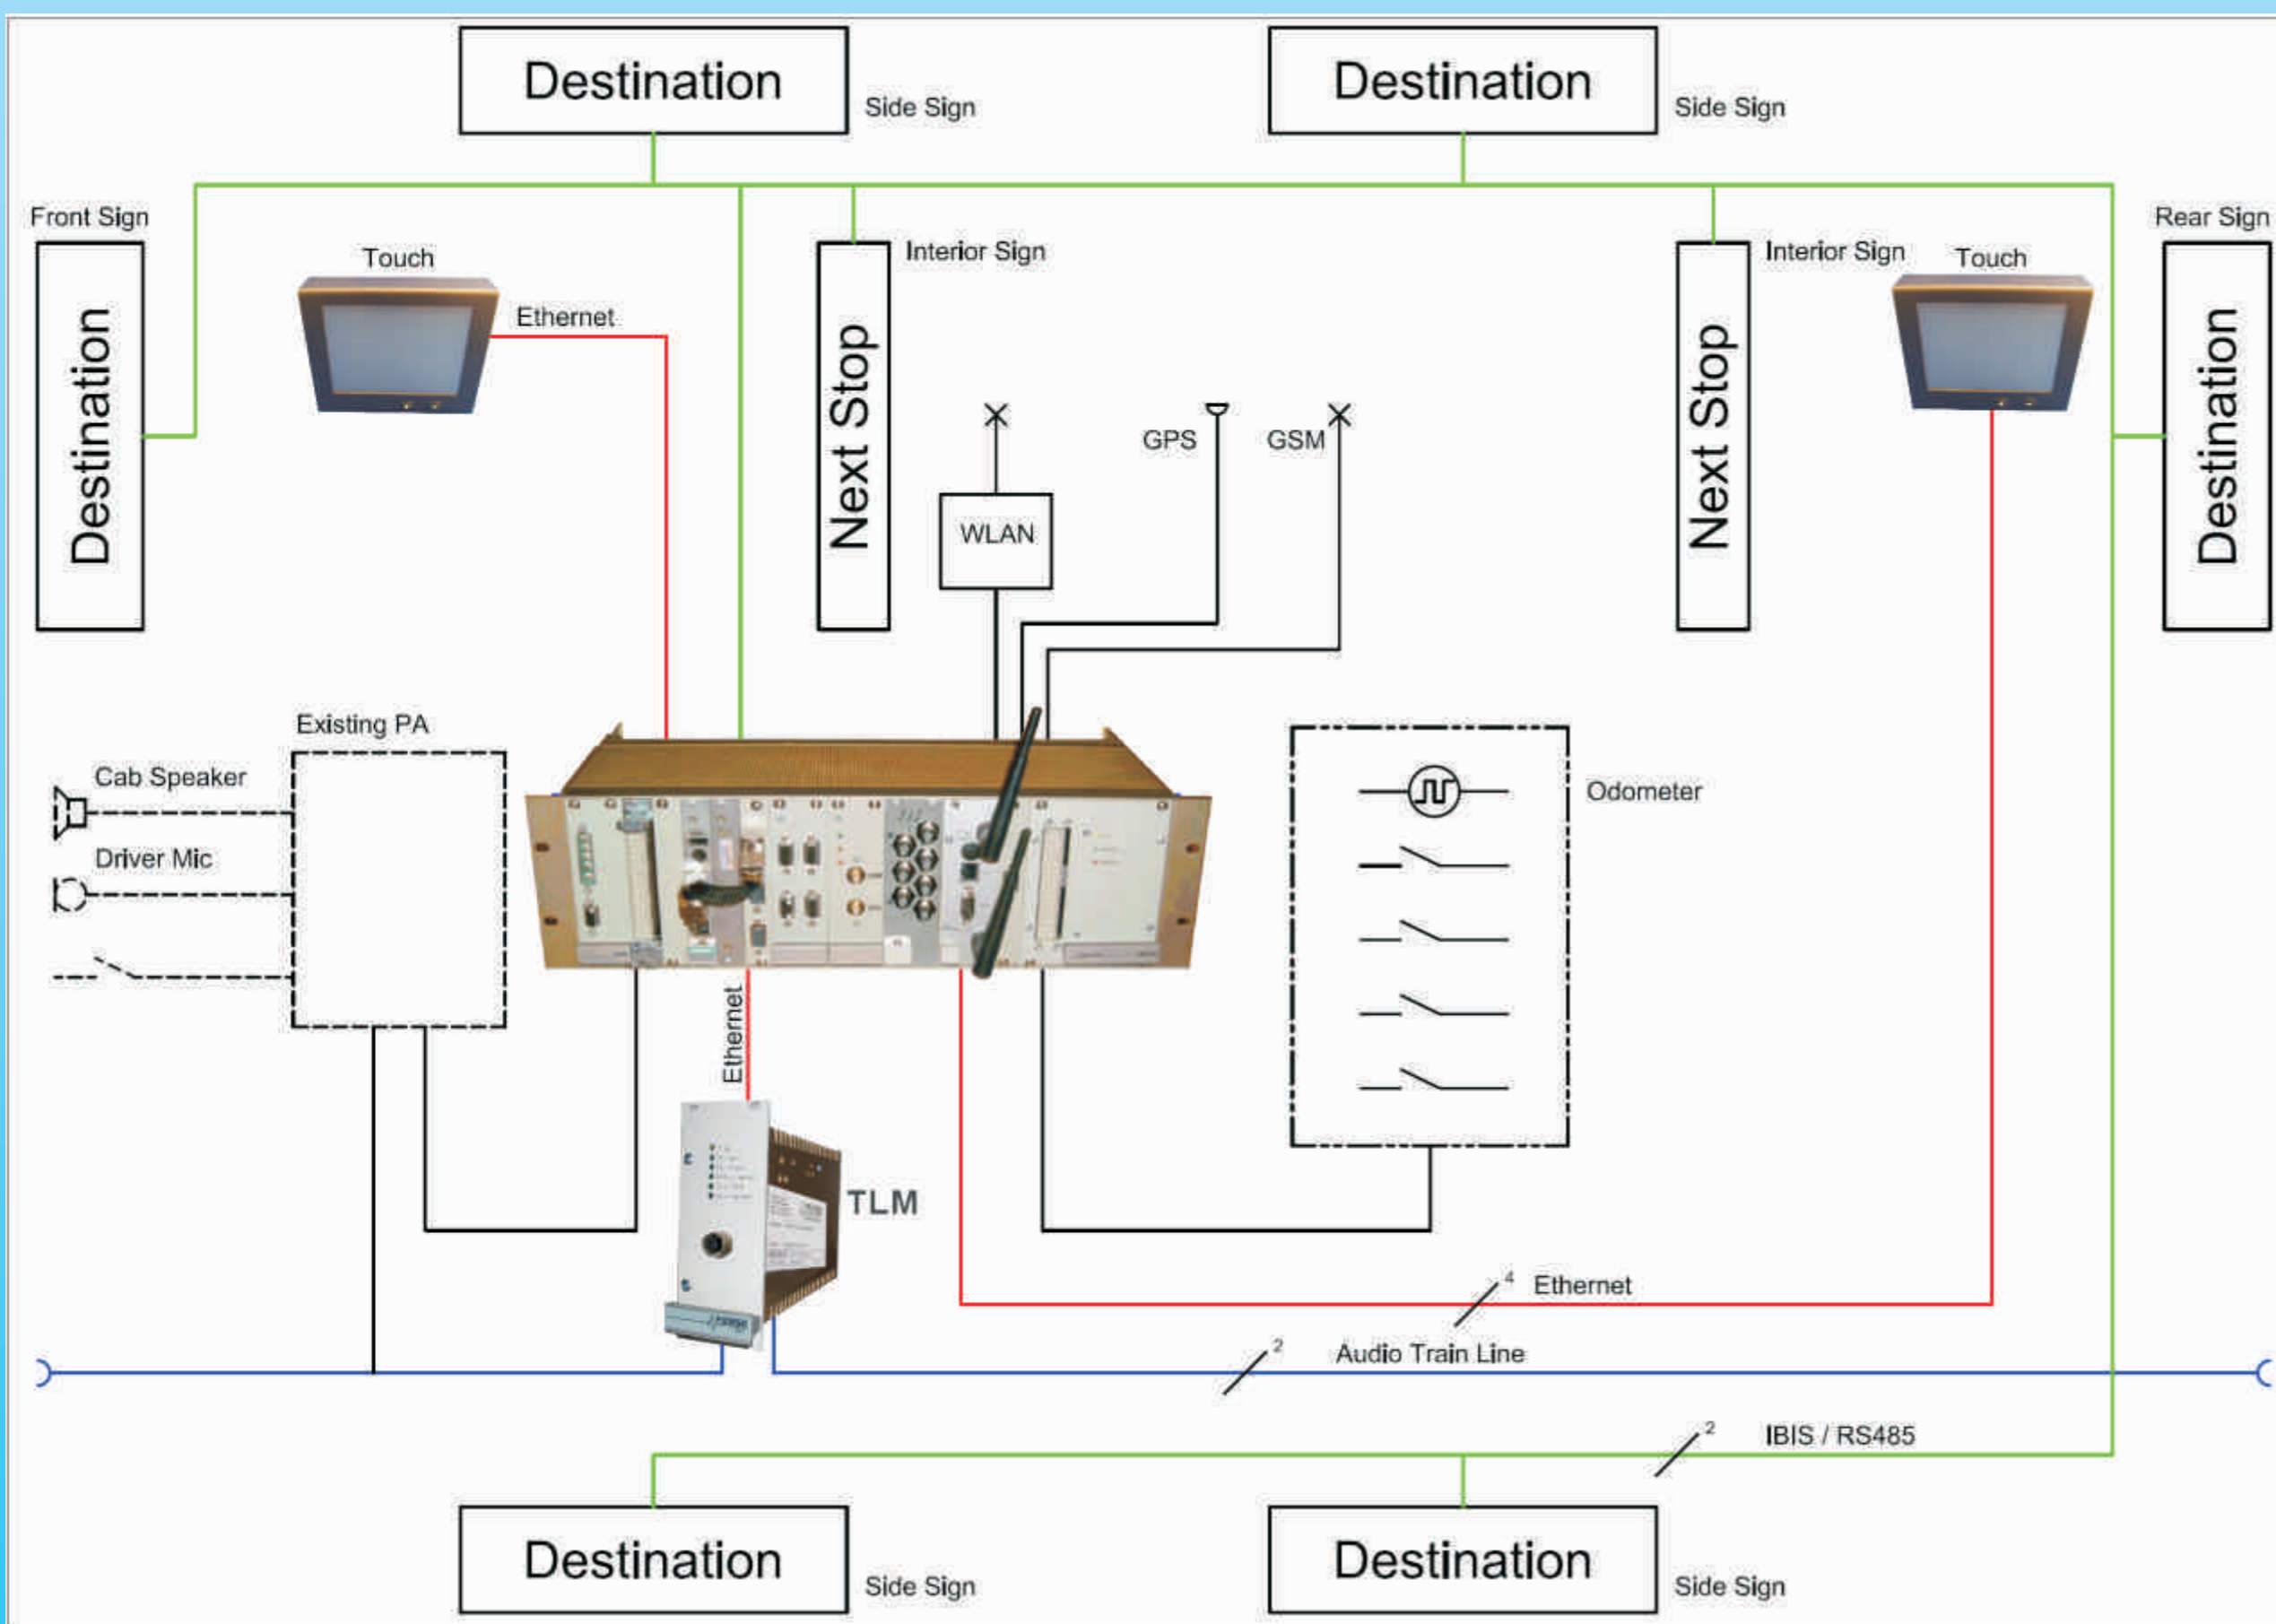 Destination
Side Sign
Destination
Side Sign
Front Sign
Destination
Touch
Ethernet
Interior Sign
Next Stop
WLAN
GPS
GSM
Interior Sign
Next Stop
Touch
Rear Sign
Destination
Existing PA
Cab Speaker
Driver Mic
Odometer
Ethernet
TLM
4
Ethernet
2
Audio Train Line
2
IBIS / RS485
Destination
Side Sign
Destination
Side Sign